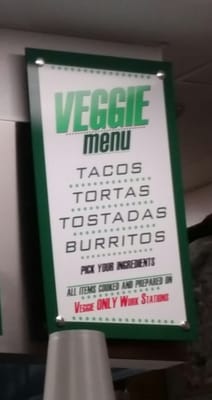 VEGGIE
menu
TACOS
TORTAS
TOSTADAS
BURRITOS
PICK YOUR INGREDIENTS
ALL ITEMS COOKED AND PREPARED ON
VEGGIE ONLY WORK STATIONS